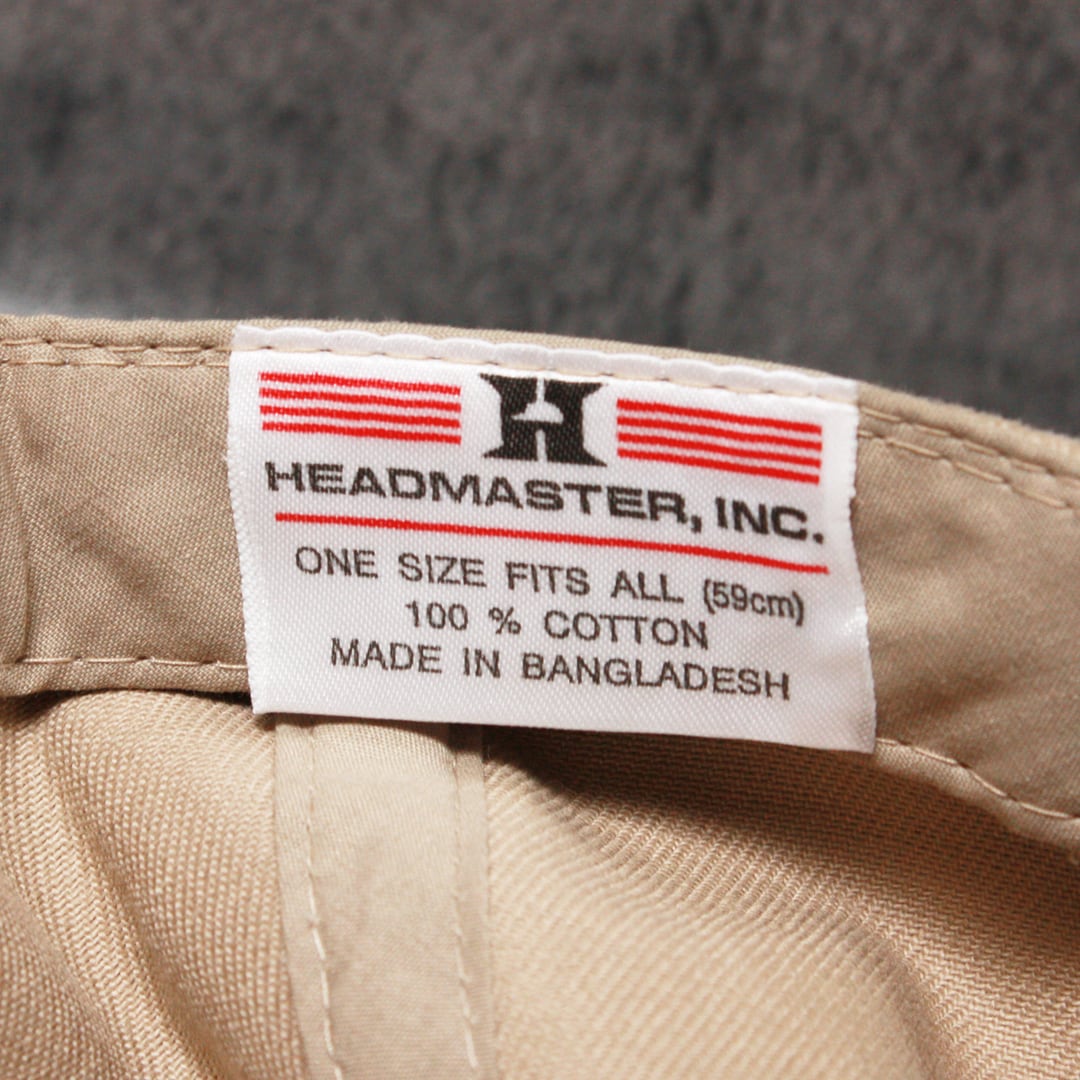 H
HEADMASTER, INC.
ONE SIZE FITS ALL (59cm)
100 % COTTON
MADE IN BANGLADESH